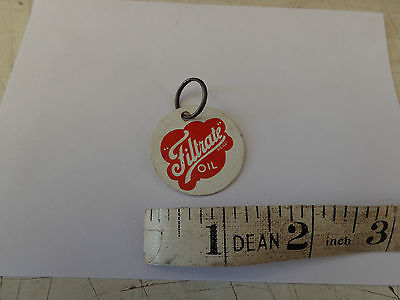 "Filtrate"
OIL
1 DEAN 2 inch 3